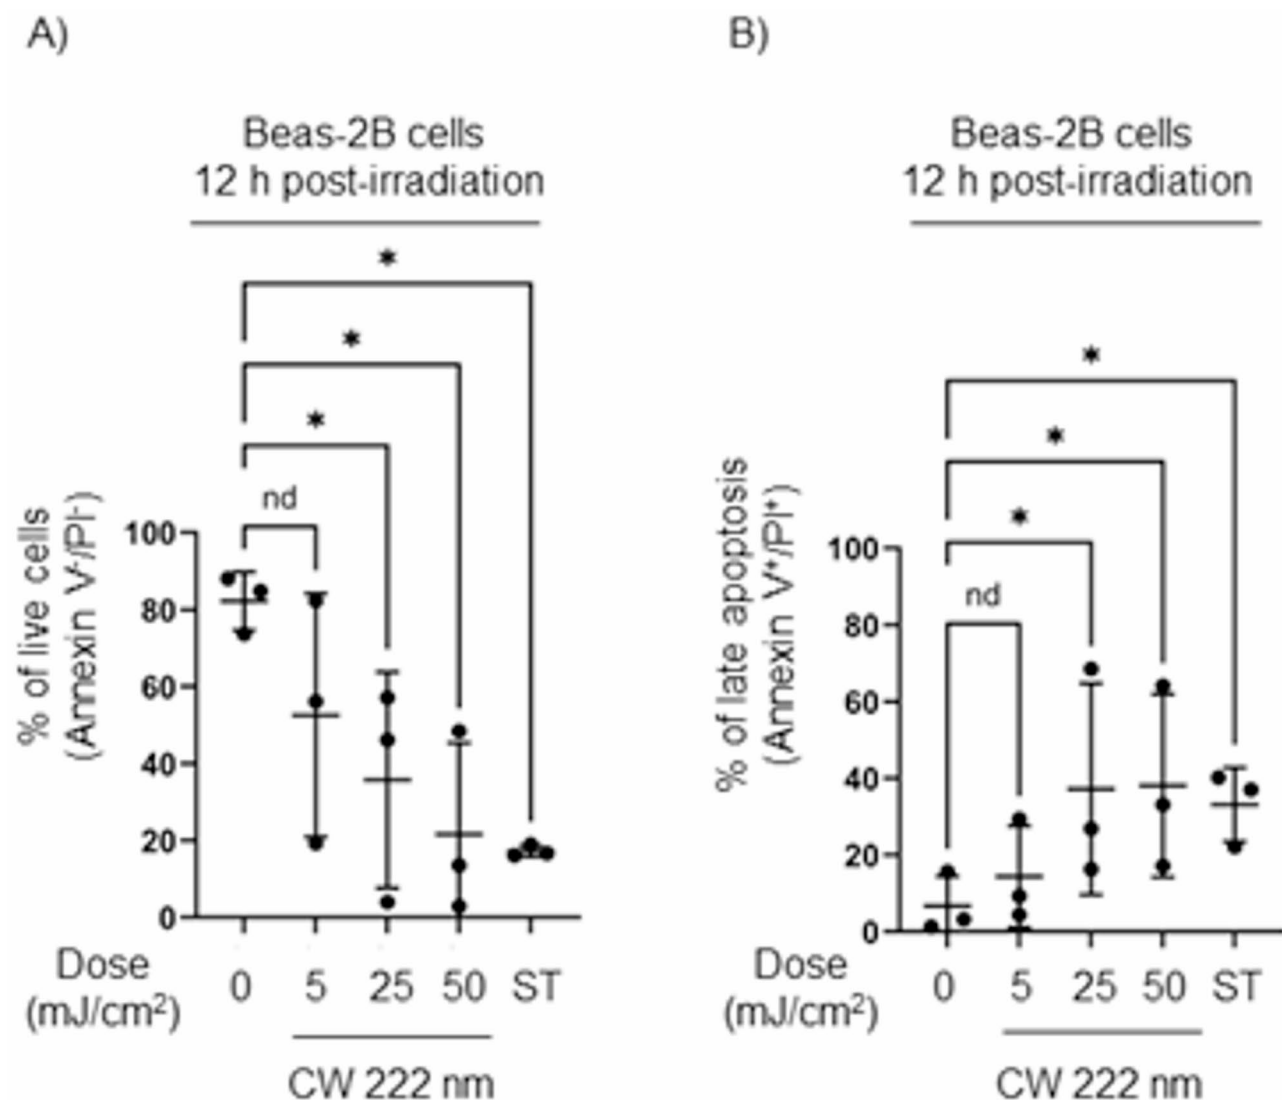 A)
Beas-2B cells
12 h post-irradiation
*
*
*
nd
% of live cells
(Annexin V⁻/PI⁻)
100
80
60
40
20
0
Dose
(mJ/cm²)
0 5 25 50 ST
CW 222 nm
B)
Beas-2B cells
12 h post-irradiation
*
*
*
nd
% of late apoptosis
(Annexin V⁺/PI⁺)
100
80
60
40
20
0
Dose
(mJ/cm²)
0 5 25 50 ST
CW 222 nm